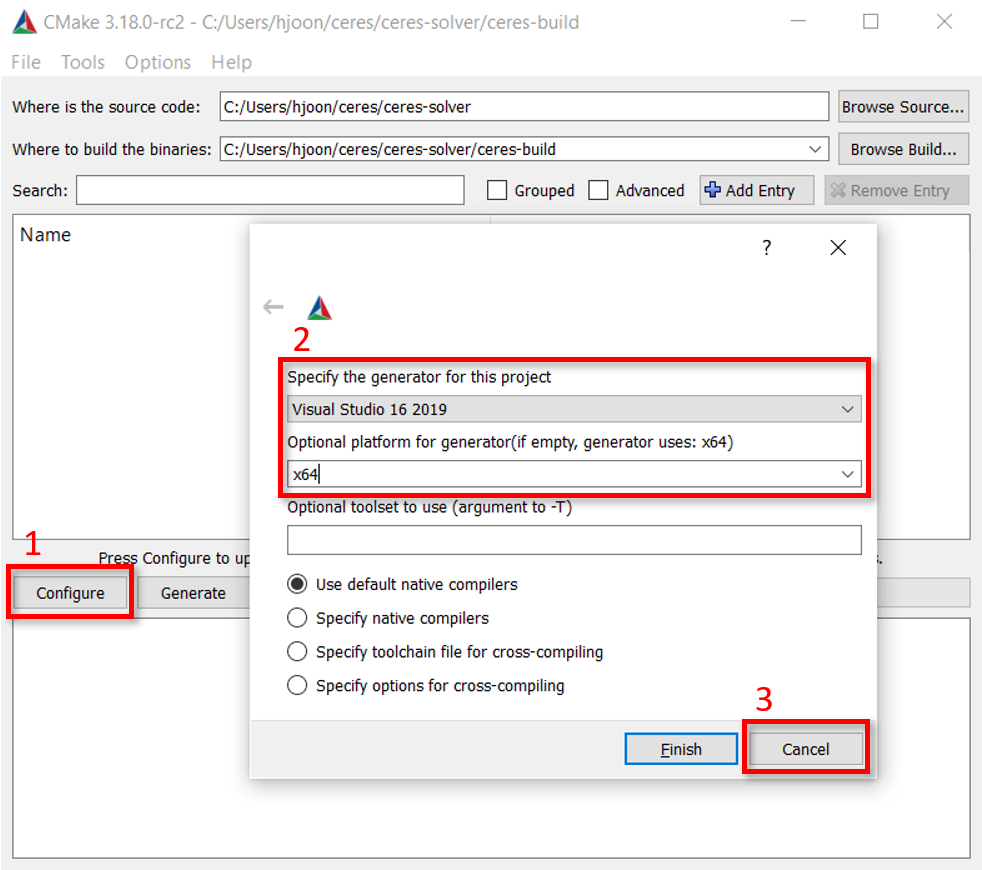 CMake 3.18.0-rc2 - C:/Users/hjoon/ceres/ceres-solver/ceres-build
File Tools Options Help
Where is the source code: C:/Users/hjoon/ceres/ceres-solver Browse Source...
Where to build the binaries: C:/Users/hjoon/ceres/ceres-solver/ceres-build Browse Build...
Search: Grouped Advanced Add Entry Remove Entry
Name
?
2
Specify the generator for this project
Visual Studio 16 2019
Optional platform for generator(if empty, generator uses: x64)
x64
Optional toolset to use (argument to -T)
1
Press Configure to up s.
Configure Generate
Use default native compilers
Specify native compilers
Specify toolchain file for cross-compiling
Specify options for cross-compiling
3
Finish Cancel